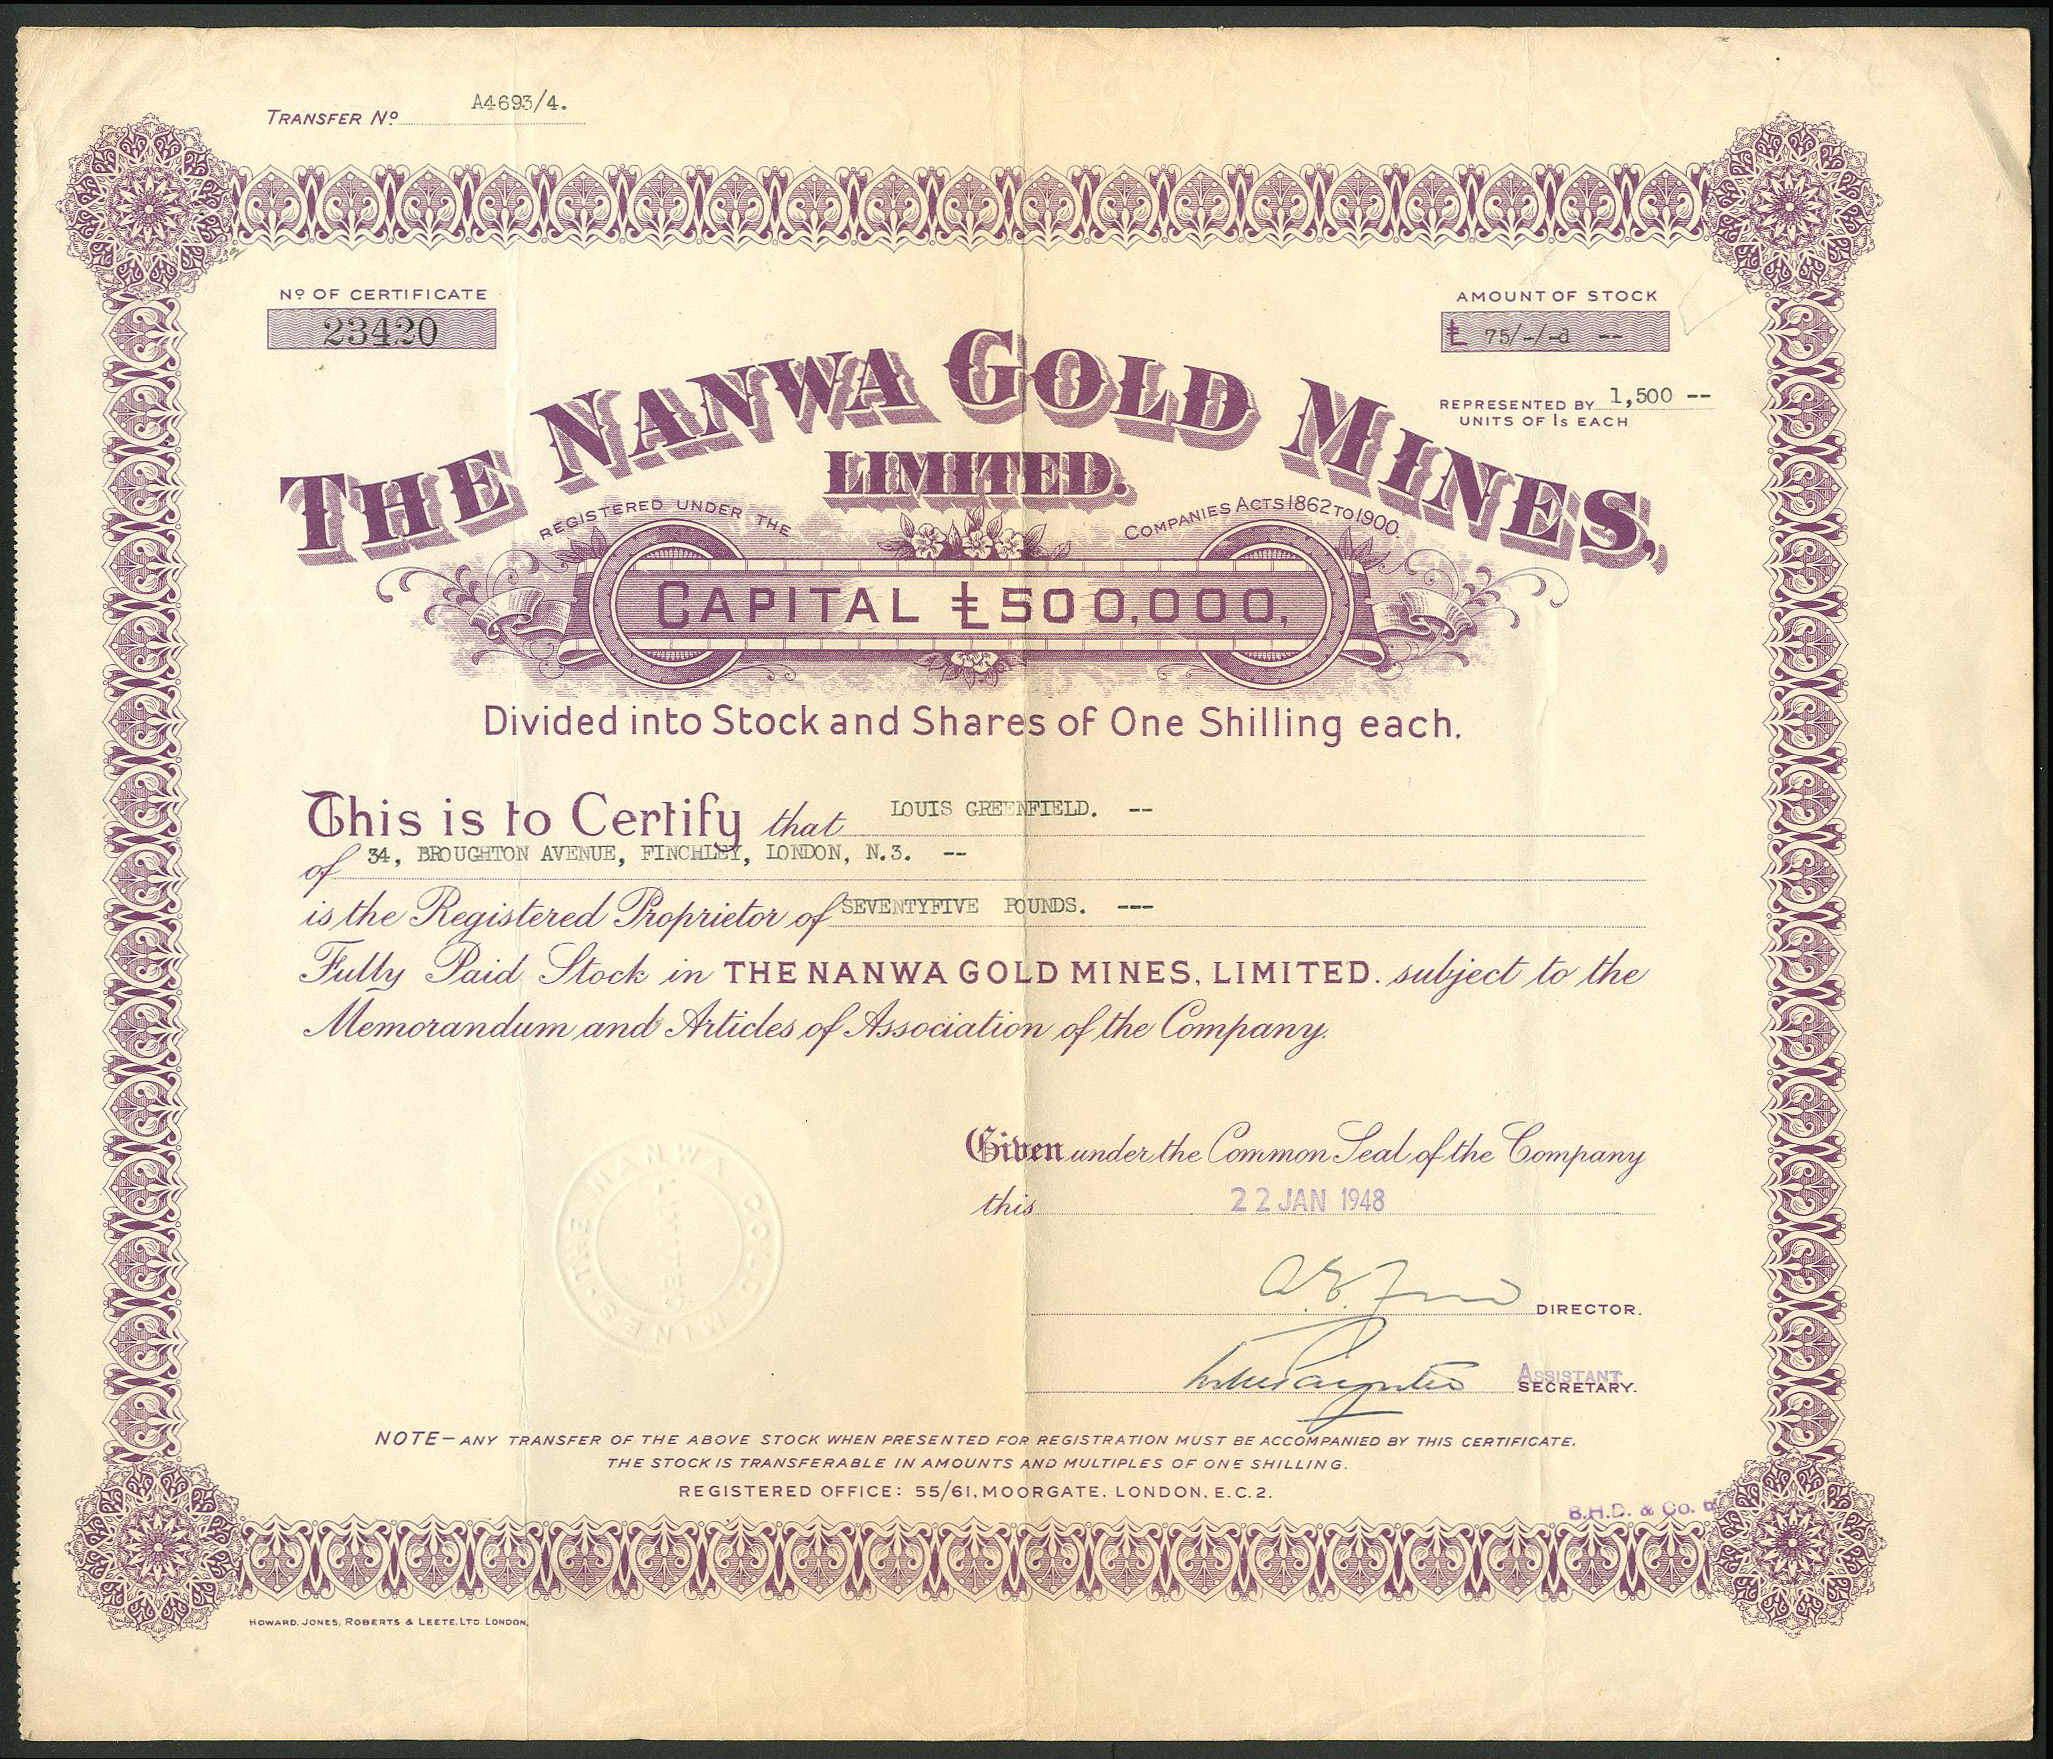 TRANSFER Nº A4693/4.
Nº OF CERTIFICATE
23420
AMOUNT OF STOCK
£ 75/-/-d --
REPRESENTED BY 1,500 --
UNITS OF 1s EACH
THE NANWA GOLD MINES,
LIMITED.
REGISTERED UNDER THE COMPANIES ACTS 1862 TO 1900.
CAPITAL £500,000,
Divided into Stock and Shares of One Shilling each.
This is to Certify that LOUIS GREENFIELD. --
of 34, BROUGHTON AVENUE, FINCHLEY, LONDON, N.3. --
is the Registered Proprietor of SEVENTYFIVE POUNDS. ---
Fully Paid Stock in THE NANWA GOLD MINES, LIMITED. subject to the
Memorandum and Articles of Association of the Company.
Given under the Common Seal of the Company
this 22 JAN 1948
THE NANWA GOLD MINES
LIMITED
DIRECTOR.
ASSISTANT
SECRETARY.
NOTE—ANY TRANSFER OF THE ABOVE STOCK WHEN PRESENTED FOR REGISTRATION MUST BE ACCOMPANIED BY THIS CERTIFICATE.
THE STOCK IS TRANSFERABLE IN AMOUNTS AND MULTIPLES OF ONE SHILLING.
REGISTERED OFFICE: 55/61, MOORGATE, LONDON, E.C.2.
B.H.D. & Co.
HOWARD, JONES, ROBERTS & LEETE, LTD. LONDON.